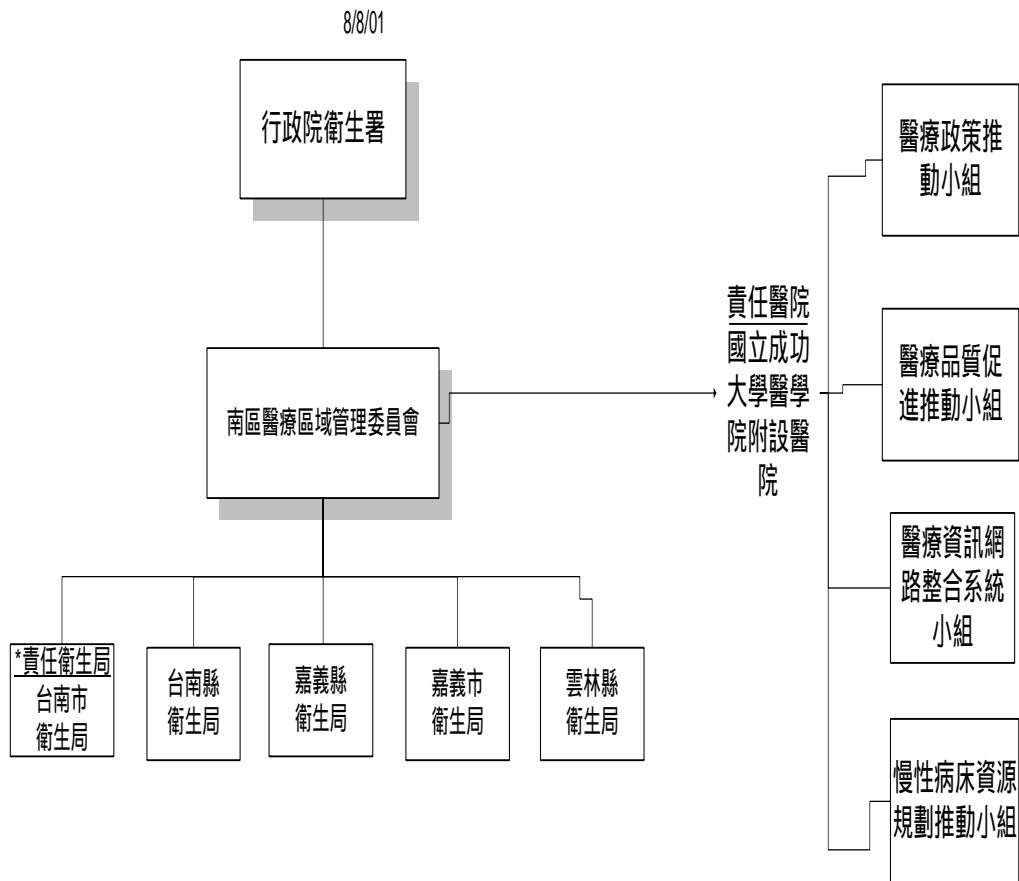 8/8/01
行政院衛生署
南區醫療區域管理委員會
*責任衛生局
台南市
衛生局
台南縣
衛生局
嘉義縣
衛生局
嘉義市
衛生局
雲林縣
衛生局
責任醫院
國立成功
大學醫學
院附設醫
院
醫療政策推
動小組
醫療品質促
進推動小組
醫療資訊網
路整合系統
小組
慢性病床資源
規劃推動小組